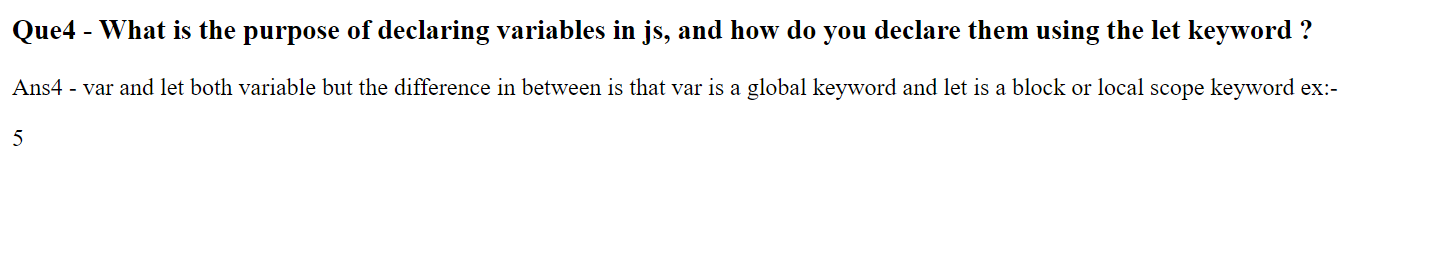 Que4 - What is the purpose of declaring variables in js, and how do you declare them using the let keyword ?
Ans4 - var and let both variable but the difference in between is that var is a global keyword and let is a block or local scope keyword ex:-
5